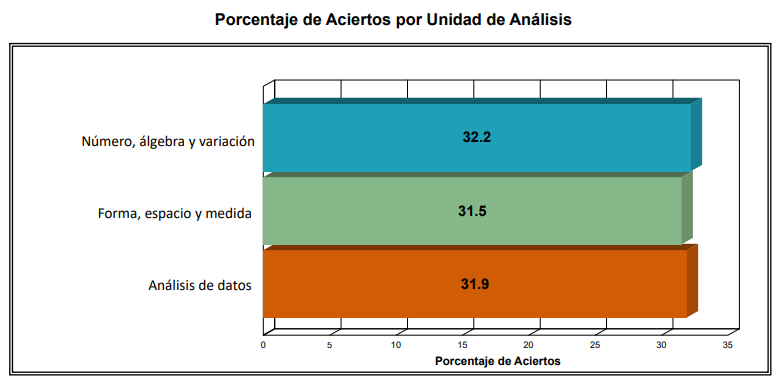 Porcentaje de Aciertos por Unidad de Análisis
Número, álgebra y variación
32.2
Forma, espacio y medida
31.5
Análisis de datos
31.9
0 5 10 15 20 25 30 35
Porcentaje de Aciertos